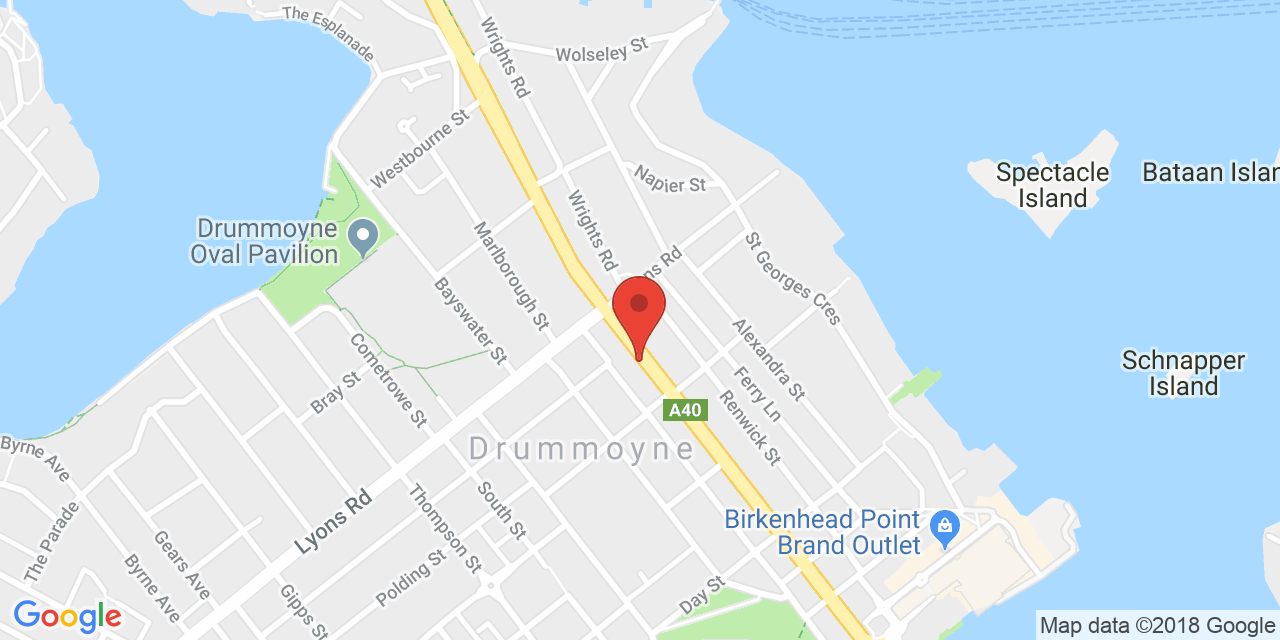 The Esplanade
Wrights Rd
Wolseley St
Westbourne St
Napier St
Spectacle
Island
Bataan Islan
Drummoyne
Oval Pavilion
Wrights Rd
Marlborough St
St Georges Cres
Bayswater St
Cometrowe St
Bray St
Alexandra St
Ferry Ln
Renwick St
Schnapper
Island
A40
Drummoyne
Byrne Ave
The Parade
Gears Ave
Byrne Ave
Lyons Rd
Thompson St
South St
Polding St
Gipps St
Day St
Birkenhead Point
Brand Outlet
Google
Map data ©2018 Google